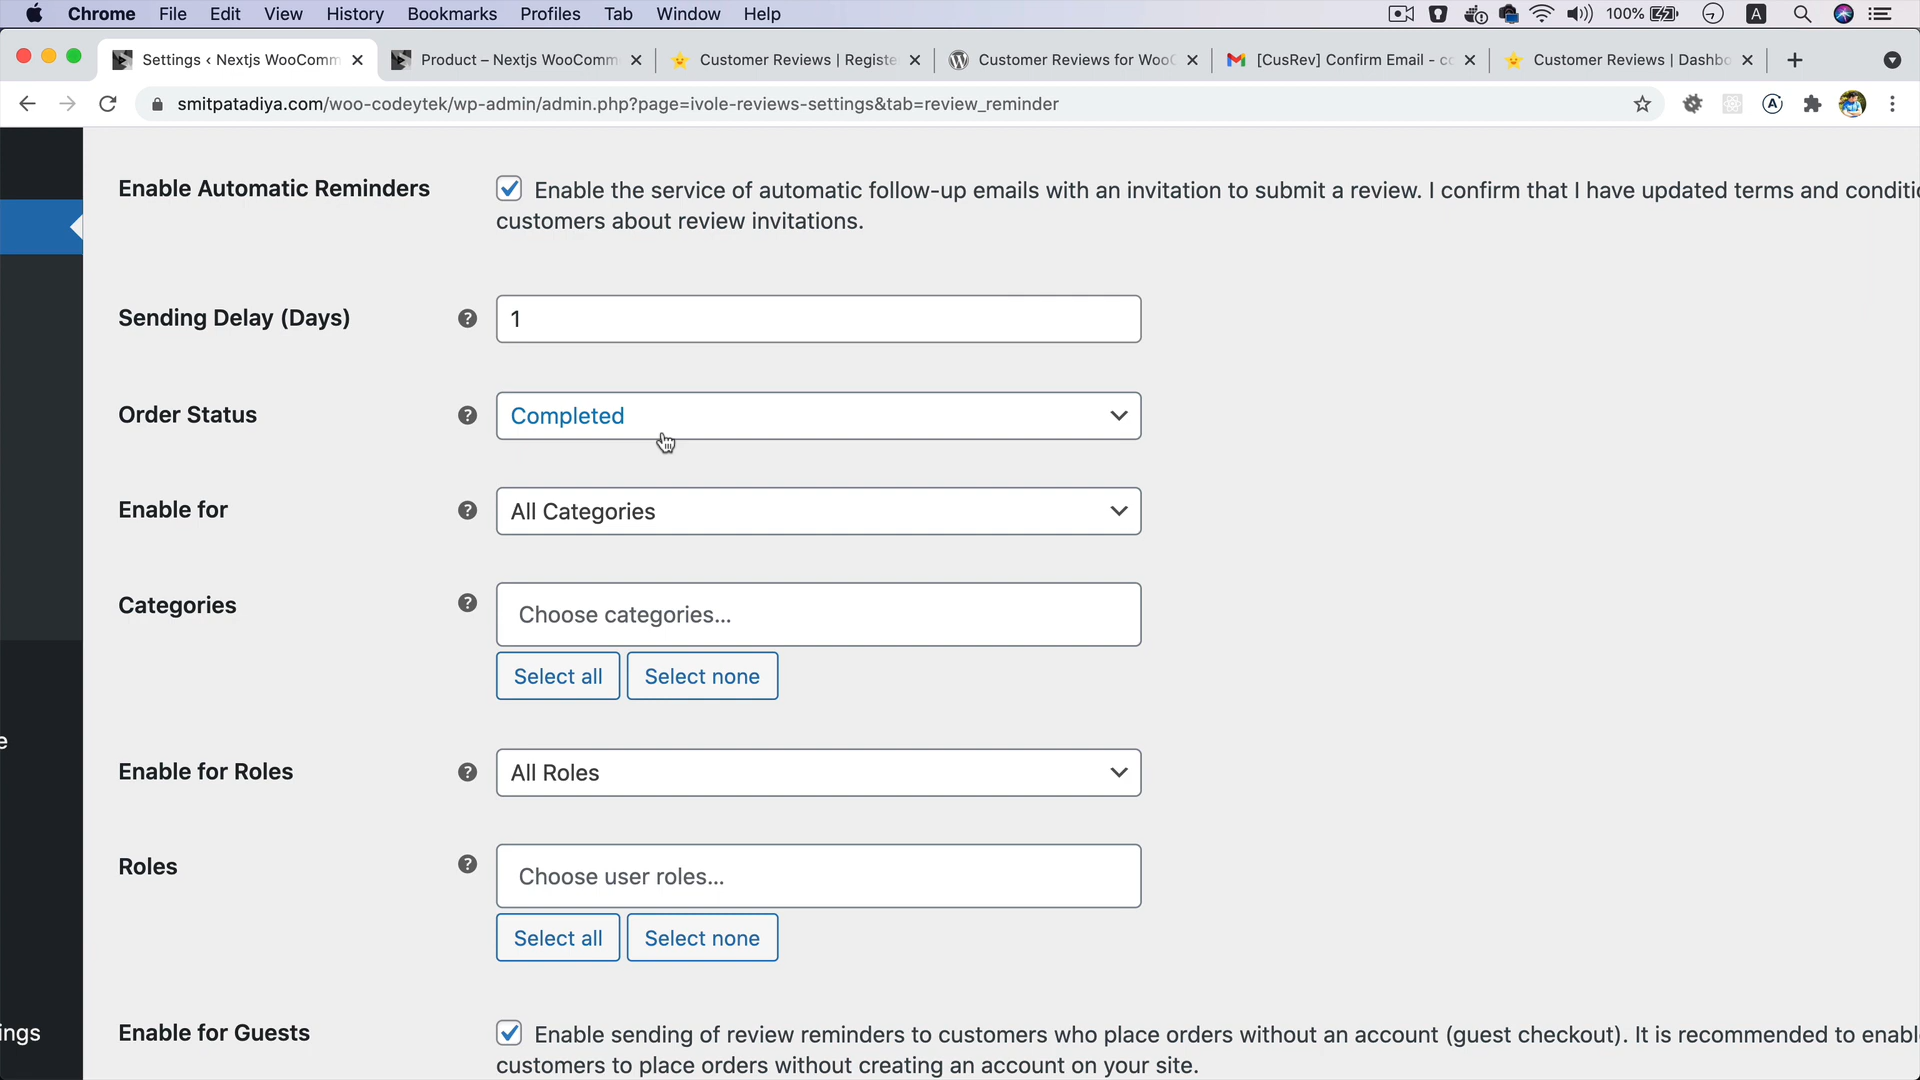 Chrome File Edit View History Bookmarks Profiles Tab Window Help 100% A
Settings ‹ Nextjs WooComm Product – Nextjs WooComm Customer Reviews | Registe Customer Reviews for WooC [CusRev] Confirm Email - co Customer Reviews | Dashbo
smitpatadiya.com/woo-codeytek/wp-admin/admin.php?page=ivole-reviews-settings&tab=review_reminder
Enable Automatic Reminders Enable the service of automatic follow-up emails with an invitation to submit a review. I confirm that I have updated terms and conditio
customers about review invitations.
Sending Delay (Days) ? 1
Order Status ? Completed
Enable for ? All Categories
Categories ? Choose categories...
Select all Select none
e
Enable for Roles ? All Roles
Roles ? Choose user roles...
Select all Select none
ings Enable for Guests Enable sending of review reminders to customers who place orders without an account (guest checkout). It is recommended to enabl
customers to place orders without creating an account on your site.